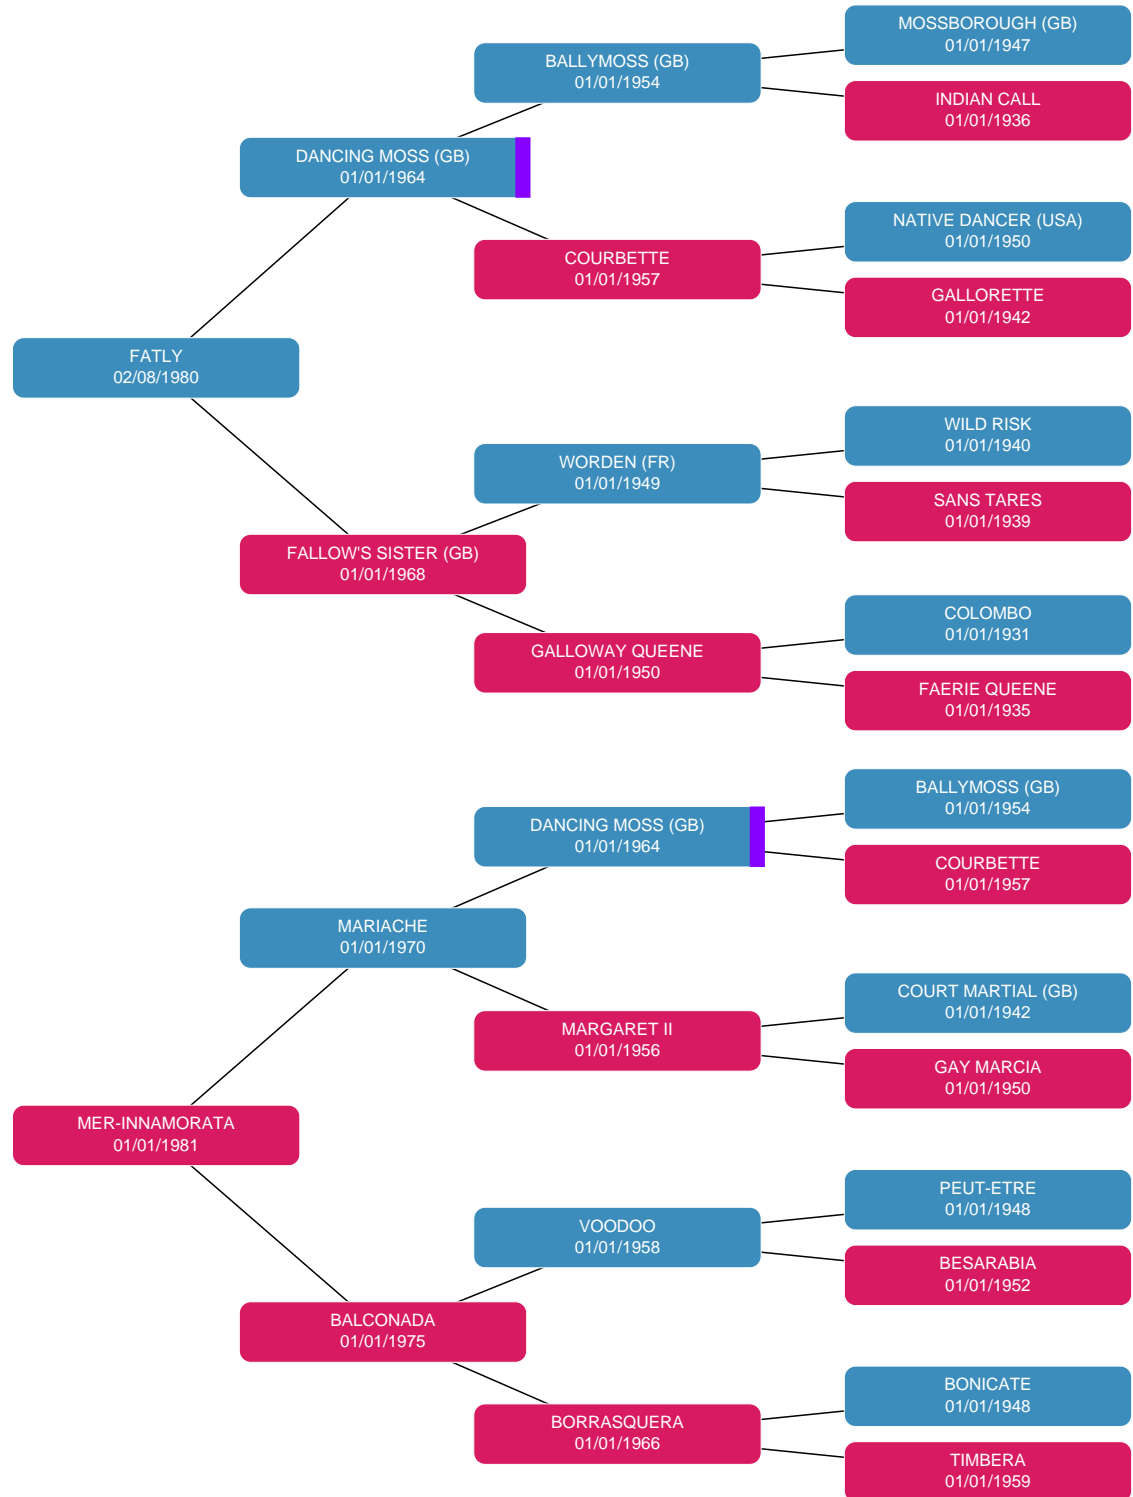 MOSSBOROUGH (GB)
01/01/1947
BALLYMOSS (GB)
01/01/1954
INDIAN CALL
01/01/1936
DANCING MOSS (GB)
01/01/1964
NATIVE DANCER (USA)
01/01/1950
COURBETTE
01/01/1957
GALLORETTE
01/01/1942
FATLY
02/08/1980
WILD RISK
01/01/1940
WORDEN (FR)
01/01/1949
SANS TARES
01/01/1939
FALLOW'S SISTER (GB)
01/01/1968
COLOMBO
01/01/1931
GALLOWAY QUEENE
01/01/1950
FAERIE QUEENE
01/01/1935
BALLYMOSS (GB)
01/01/1954
DANCING MOSS (GB)
01/01/1964
COURBETTE
01/01/1957
MARIACHE
01/01/1970
COURT MARTIAL (GB)
01/01/1942
MARGARET II
01/01/1956
GAY MARCIA
01/01/1950
MER-INNAMORATA
01/01/1981
PEUT-ETRE
01/01/1948
VOODOO
01/01/1958
BESARABIA
01/01/1952
BALCONADA
01/01/1975
BONICATE
01/01/1948
BORRASQUERA
01/01/1966
TIMBERA
01/01/1959